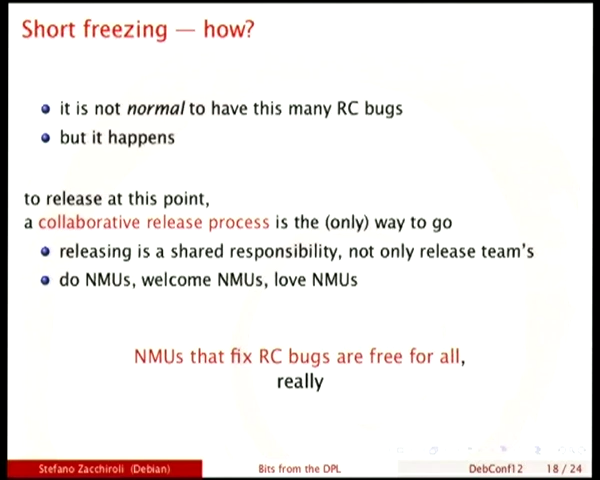 Short freezing — how?
it is not normal to have this many RC bugs
but it happens
to release at this point,
a collaborative release process is the (only) way to go
releasing is a shared responsibility, not only release team's
do NMUs, welcome NMUs, love NMUs
NMUs that fix RC bugs are free for all,
really
Stefano Zacchiroli (Debian) Bits from the DPL DebConf12 18 / 24